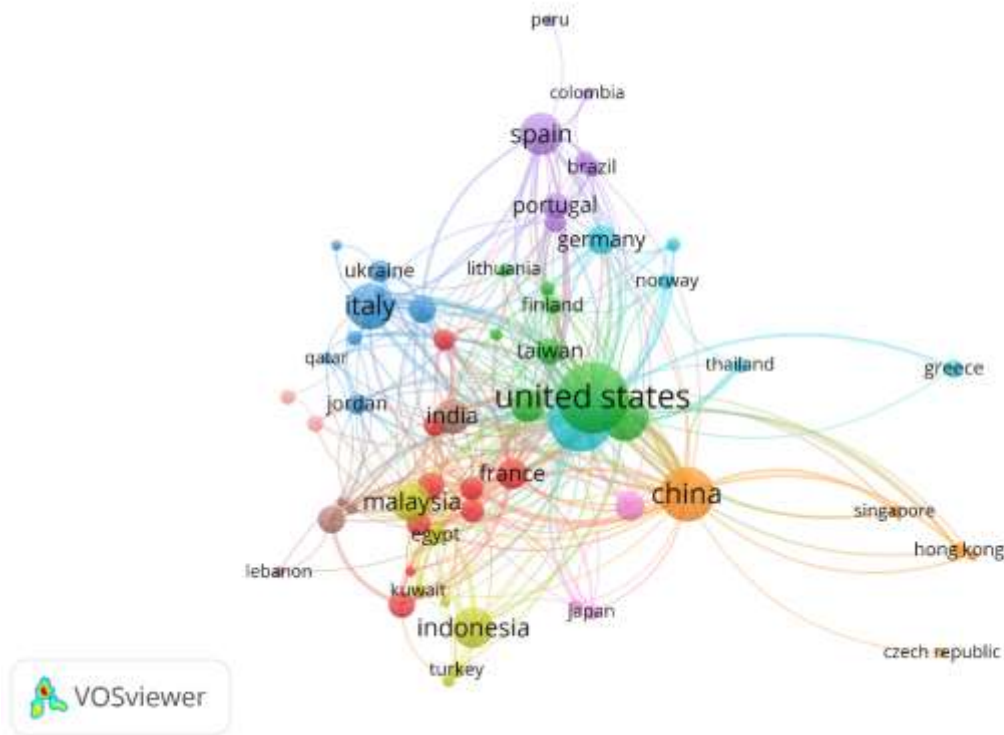 peru
colombia
spain
brazil
portugal
germany
lithuania
ukraine
norway
italy
finland
taiwan
qatar
thailand
greece
united states
jordan
india
france
malaysia
china
singapore
egypt
hong kong
lebanon
kuwait
japan
indonesia
czech republic
turkey
VOSviewer